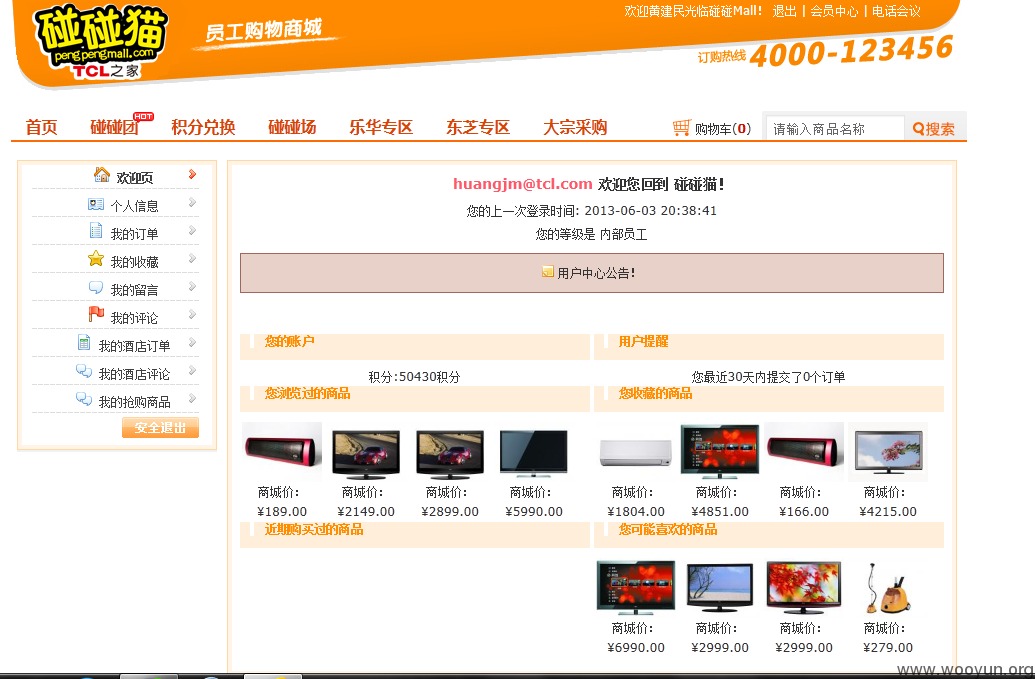 碰碰猫
pengpengmall.com
TCL之家
员工购物商城
欢迎黄建民光临碰碰Mall! 退出 | 会员中心 | 电话会议
订购热线 4000-123456
首页 碰碰团 HOT 积分兑换 碰碰场 乐华专区 东芝专区 大宗采购 购物车(0) 请输入商品名称 搜索
欢迎页
个人信息
我的订单
我的收藏
我的留言
我的评论
我的酒店订单
我的酒店评论
我的抢购商品
安全退出
huangjm@tcl.com 欢迎您回到 碰碰猫!
您的上一次登录时间: 2013-06-03 20:38:41
您的等级是 内部员工
用户中心公告!
您的账户 用户提醒
积分:50430积分 您最近30天内提交了0个订单
您浏览过的商品 您收藏的商品
商城价: 商城价: 商城价: 商城价: 商城价: 商城价: 商城价: 商城价:
¥189.00 ¥2149.00 ¥2899.00 ¥5990.00 ¥1804.00 ¥4851.00 ¥166.00 ¥4215.00
近期购买过的商品 您可能喜欢的商品
商城价: 商城价: 商城价: 商城价:
¥6990.00 ¥2999.00 ¥2999.00 ¥279.00
www.wooyun.org